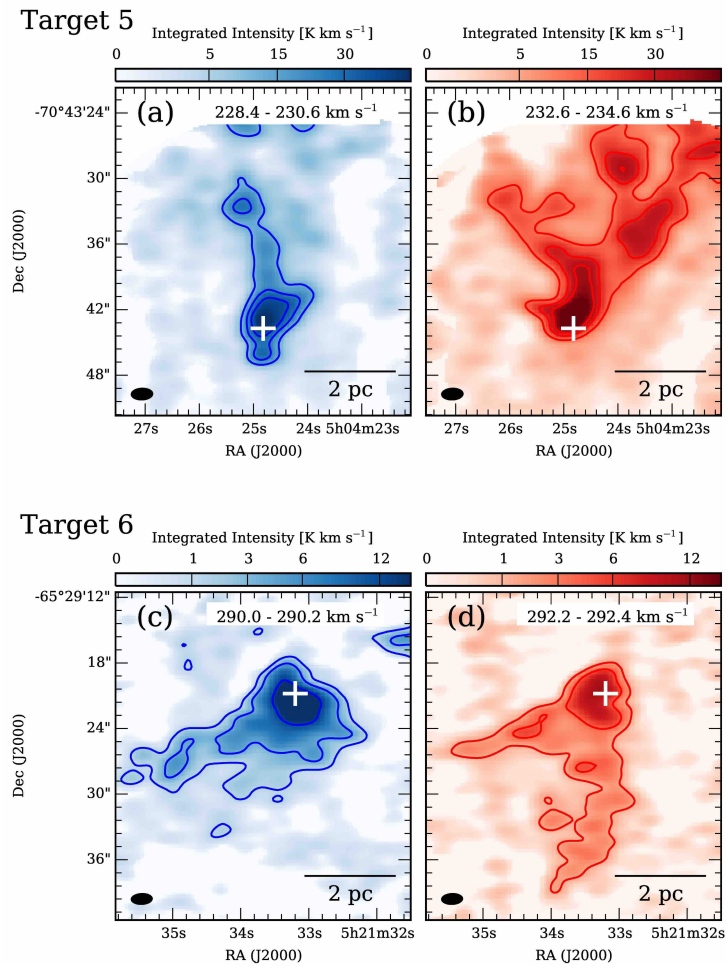 Target 5
Integrated Intensity [K km s⁻¹] Integrated Intensity [K km s⁻¹]
0 5 15 30 0 5 15 30
(a) 228.4 - 230.6 km s⁻¹ (b) 232.6 - 234.6 km s⁻¹
-70°43'24"
30"
36"
42"
48"
Dec (J2000)
2 pc 2 pc
27s 26s 25s 24s 5h04m23s 27s 26s 25s 24s 5h04m23s
RA (J2000) RA (J2000)
Target 6
Integrated Intensity [K km s⁻¹] Integrated Intensity [K km s⁻¹]
0 1 3 6 12 0 1 3 6 12
-65°29'12"
(c) 290.0 - 290.2 km s⁻¹ (d) 292.2 - 292.4 km s⁻¹
18"
24"
30"
36"
Dec (J2000)
2 pc 2 pc
35s 34s 33s 5h21m32s 35s 34s 33s 5h21m32s
RA (J2000) RA (J2000)